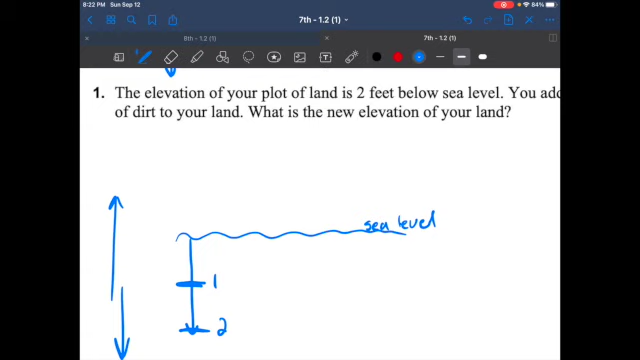 8:22 PM Sun Sep 12
84%
7th - 1.2 (1)
8th - 1.2 (1)
7th - 1.2 (1)
1. The elevation of your plot of land is 2 feet below sea level. You add
of dirt to your land. What is the new elevation of your land?
sea level
1
2